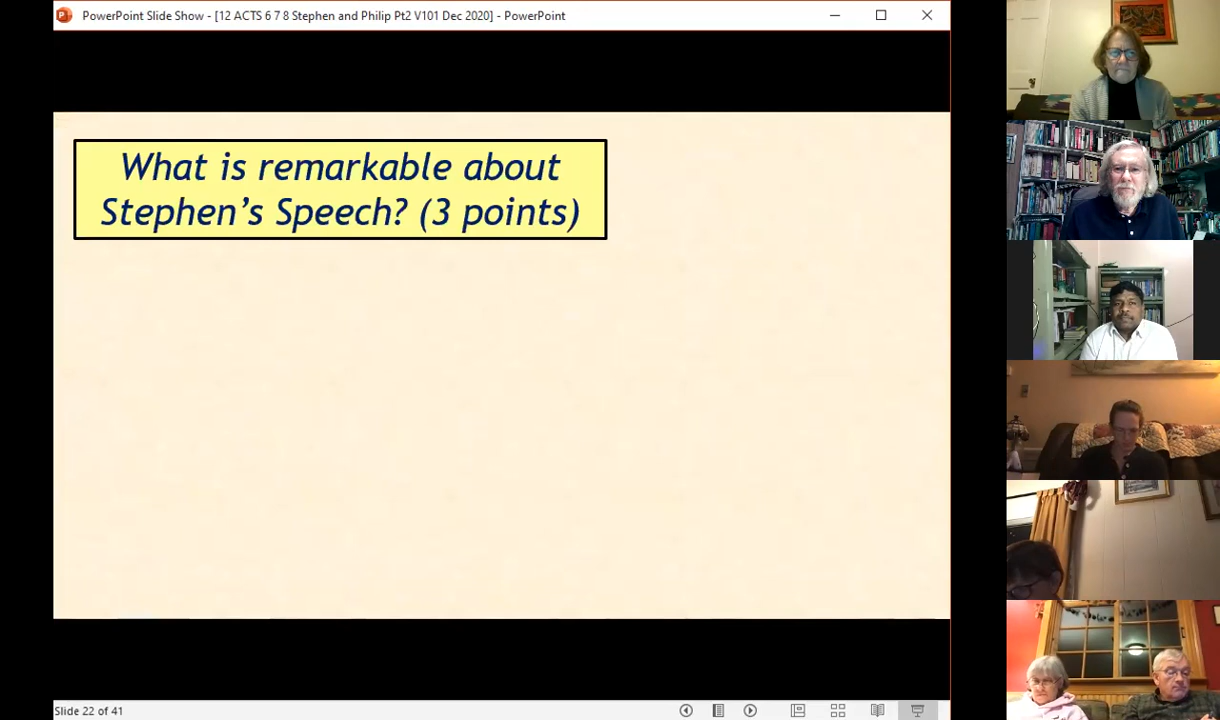 PowerPoint Slide Show - [12 ACTS 6 7 8 Stephen and Philip Pt2 V101 Dec 2020] - PowerPoint
What is remarkable about
Stephen's Speech? (3 points)
Slide 22 of 41